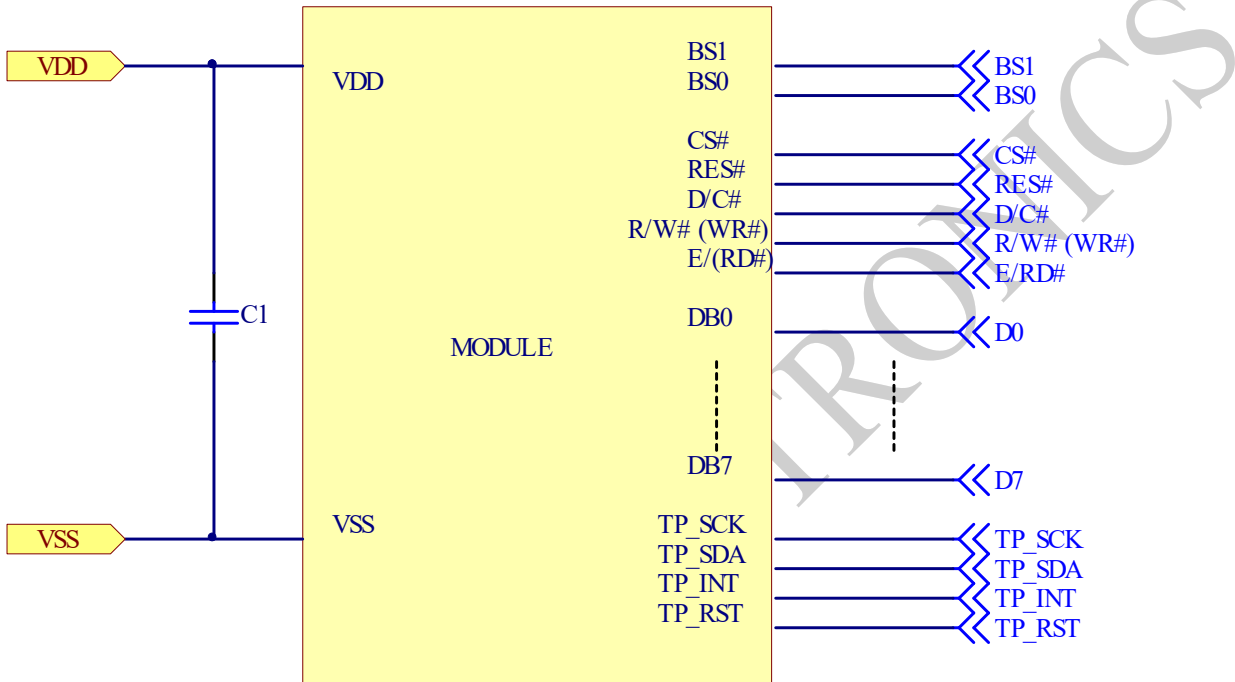 VDD
VDD
BS1
BS0
BS1
BS0
CS#
RES#
D/C#
R/W# (WR#)
E/(RD#)
CS#
RES#
D/C#
R/W# (WR#)
E/RD#
C1
MODULE
DB0
D0
DB7
D7
VSS
VSS
TP_SCK
TP_SDA
TP_INT
TP_RST
TP_SCK
TP_SDA
TP_INT
TP_RST
TRONICS